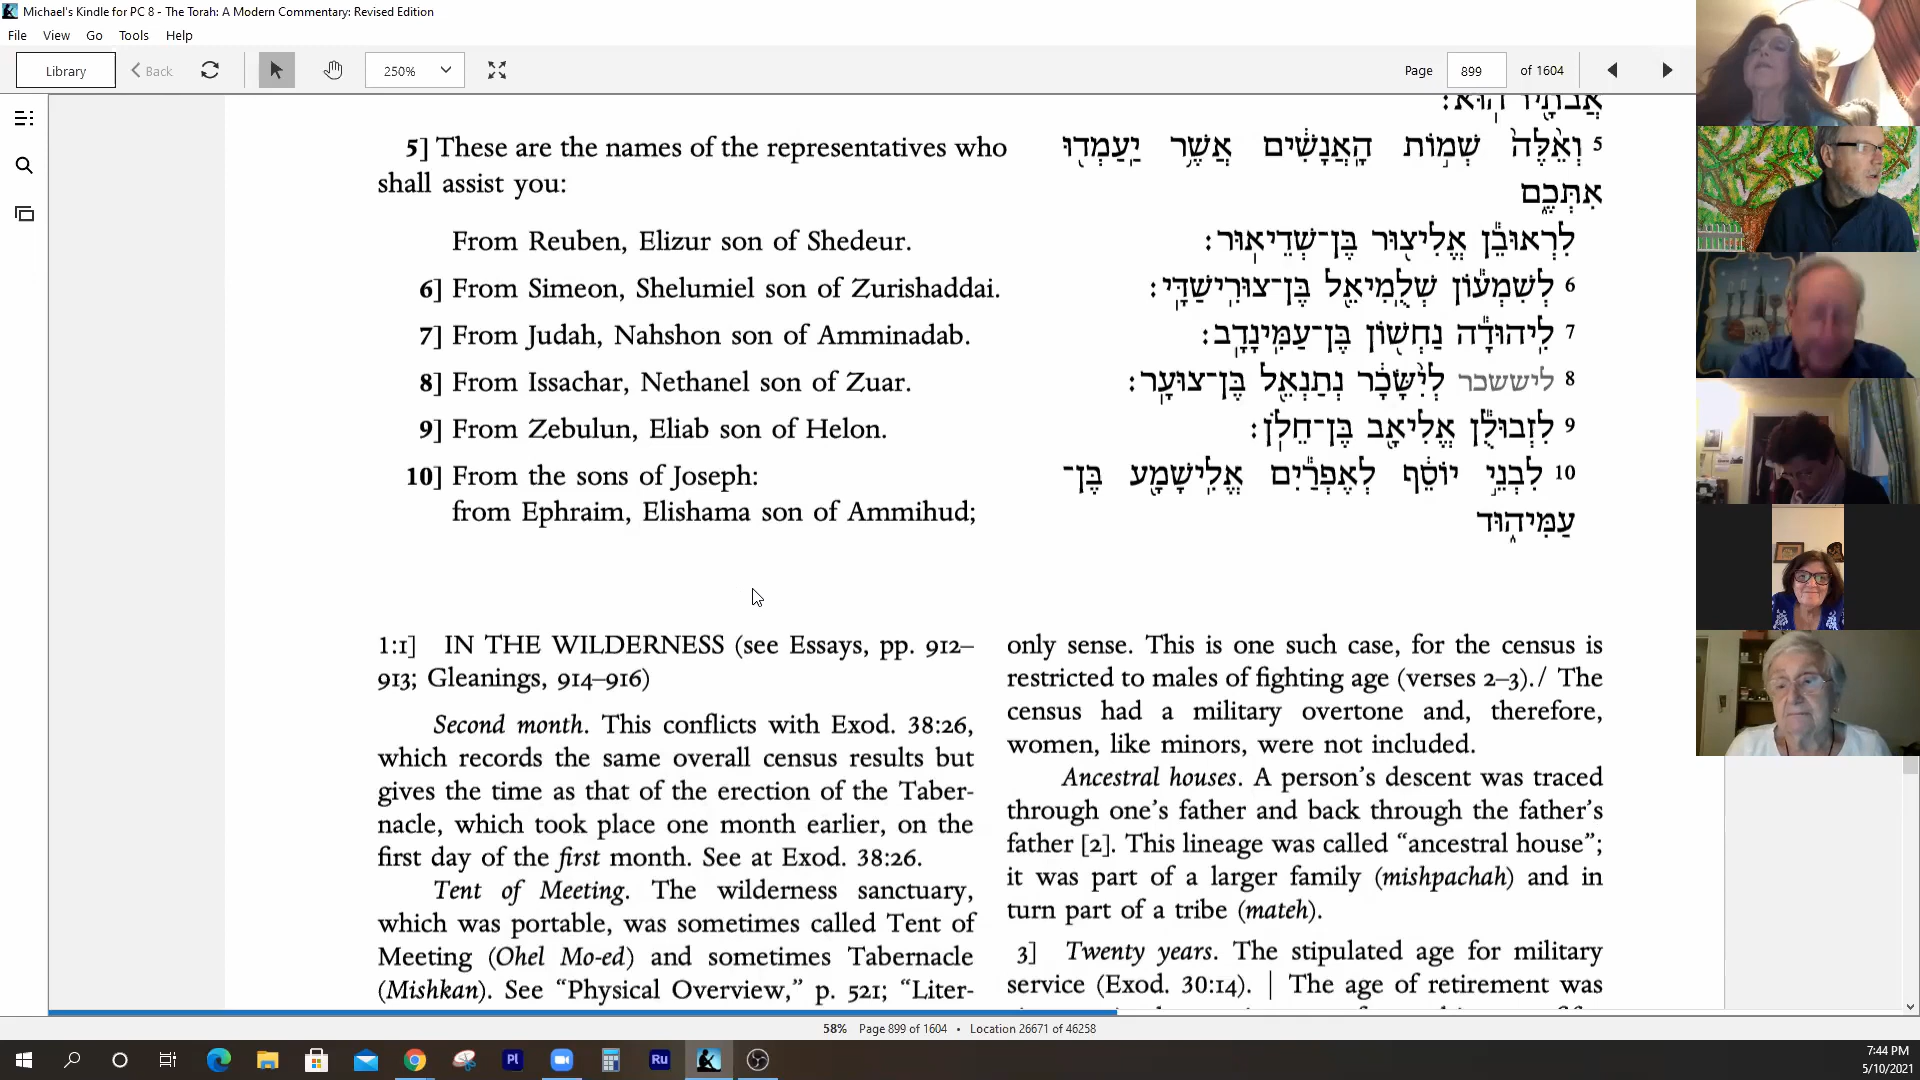 Michael's Kindle for PC 8 - The Torah: A Modern Commentary: Revised Edition
File View Go Tools Help
Library Back 250% Page 899 of 1604
5] These are the names of the representatives who
shall assist you:
From Reuben, Elizur son of Shedeur.
6] From Simeon, Shelumiel son of Zurishaddai.
7] From Judah, Nahshon son of Amminadab.
8] From Issachar, Nethanel son of Zuar.
9] From Zebulun, Eliab son of Helon.
10] From the sons of Joseph:
from Ephraim, Elishama son of Ammihud;
5 וְאֵ֙לֶּה֙ שְׁמ֣וֹת הָֽאֲנָשִׁ֔ים אֲשֶׁ֥ר יַֽעַמְד֖וּ
אִתְּכֶ֑ם
לִרְאוּבֵ֕ן אֱלִיצ֖וּר בֶּן־שְׁדֵיאֽוּר׃
6 לְשִׁמְע֕וֹן שְׁלֻמִיאֵ֖ל בֶּן־צוּרִֽישַׁדָּֽי׃
7 לִֽיהוּדָ֕ה נַחְשׁ֖וֹן בֶּן־עַמִּינָדָֽב׃
8 ליששכר לְיִ֨שָּׂכָ֔ר נְתַנְאֵ֖ל בֶּן־צוּעָֽר׃
9 לִזְבוּלֻ֕ן אֱלִיאָ֖ב בֶּן־חֵלֹֽן׃
10 לִבְנֵ֣י יוֹסֵ֔ף לְאֶפְרַ֕יִם אֱלִֽישָׁמָ֖ע בֶּן־
עַמִּיה֑וּד
1:1] IN THE WILDERNESS (see Essays, pp. 912–
913; Gleanings, 914–916)
Second month. This conflicts with Exod. 38:26,
which records the same overall census results but
gives the time as that of the erection of the Taber-
nacle, which took place one month earlier, on the
first day of the first month. See at Exod. 38:26.
Tent of Meeting. The wilderness sanctuary,
which was portable, was sometimes called Tent of
Meeting (Ohel Mo-ed) and sometimes Tabernacle
(Mishkan). See “Physical Overview,” p. 521; “Liter-
only sense. This is one such case, for the census is
restricted to males of fighting age (verses 2–3)./ The
census had a military overtone and, therefore,
women, like minors, were not included.
Ancestral houses. A person’s descent was traced
through one’s father and back through the father’s
father [2]. This lineage was called “ancestral house”;
it was part of a larger family (mishpachah) and in
turn part of a tribe (mateh).
3] Twenty years. The stipulated age for military
service (Exod. 30:14). | The age of retirement was
58% Page 899 of 1604 • Location 26671 of 46258
Pl Ru
7:44 PM
5/10/2021